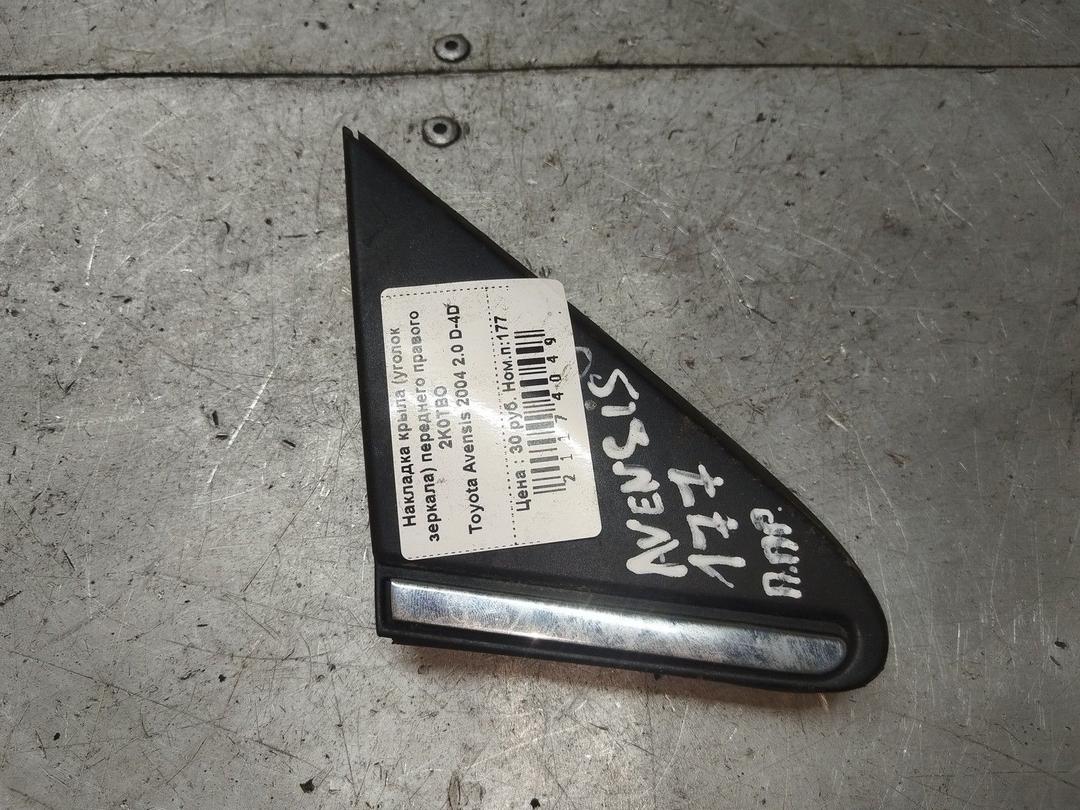 Накладка крыла (уголок
зеркала) переднего правого
2K0TBO
Toyota Avensis 2004 2.0 D-4D
Цена : 30 руб. Ном.п:177
21174049
AVENSIS
177
П.ПР.